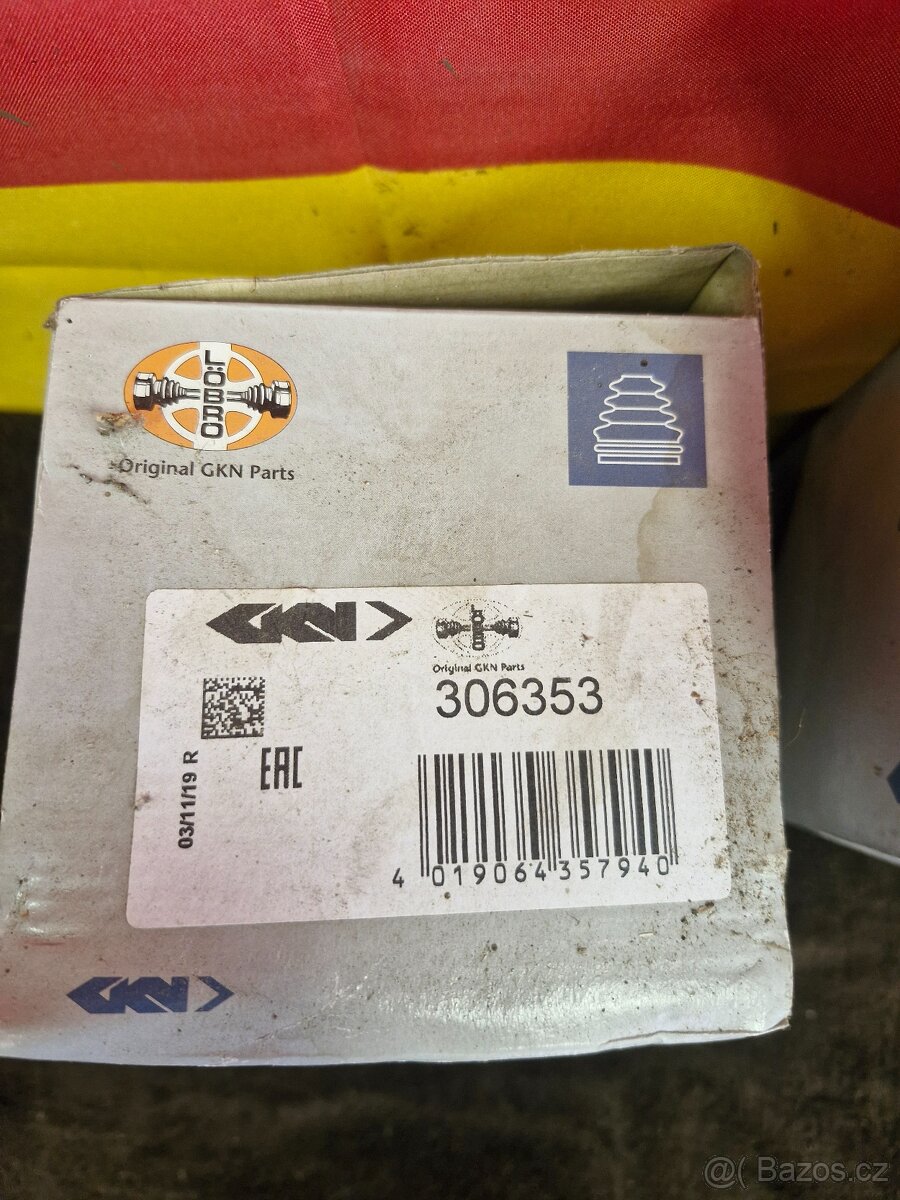 LÖBRO
Original GKN Parts
GKN
LÖBRO
Original GKN Parts
306353
03/11/19 R
EAC
4 019064 357940
GKN
@( Bazos.cz